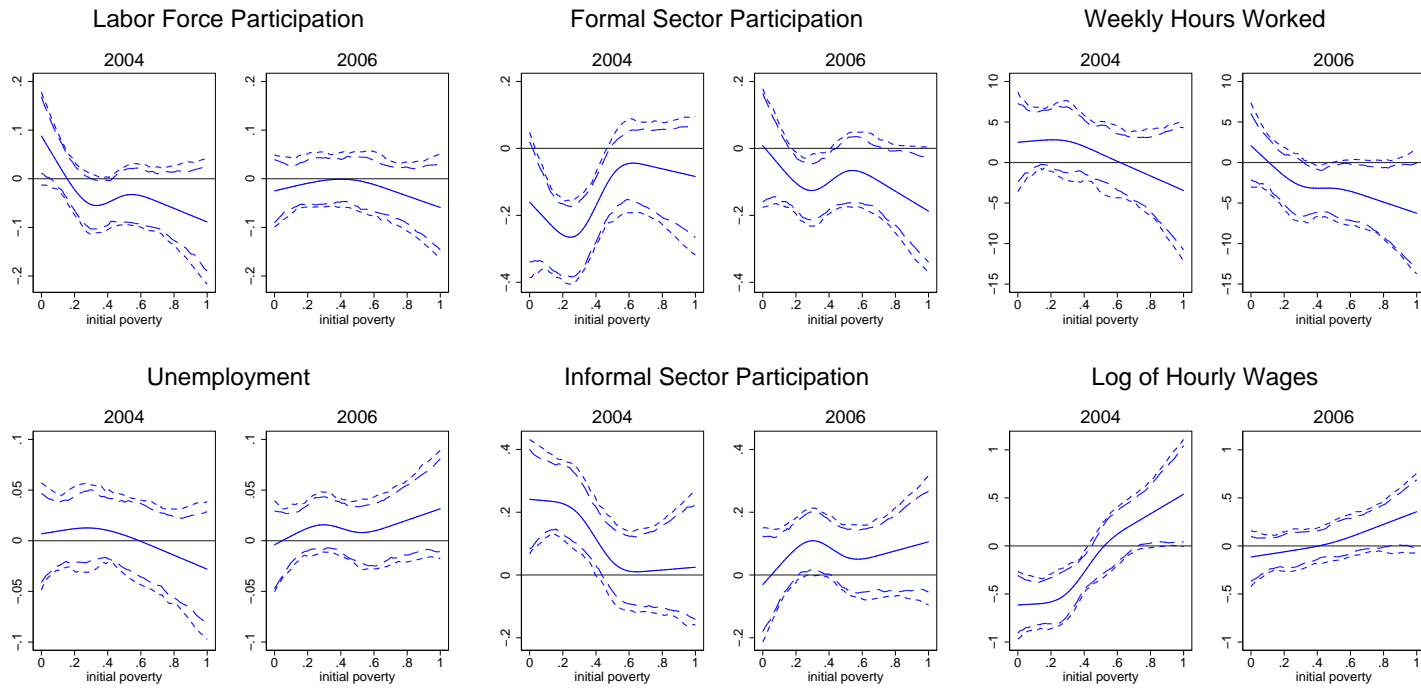 Labor Force Participation
Formal Sector Participation
Weekly Hours Worked
2004
2006
2004
2006
2004
2006
.2
.1
0
−.1
−.2
.2
.1
0
−.1
−.2
.2
0
−.2
−.4
.2
0
−.2
−.4
10
5
0
−5
−10
−15
10
5
0
−5
−10
−15
0 .2 .4 .6 .8 1
0 .2 .4 .6 .8 1
0 .2 .4 .6 .8 1
0 .2 .4 .6 .8 1
0 .2 .4 .6 .8 1
0 .2 .4 .6 .8 1
initial poverty
initial poverty
initial poverty
initial poverty
initial poverty
initial poverty
Unemployment
Informal Sector Participation
Log of Hourly Wages
2004
2006
2004
2006
2004
2006
.1
.05
0
−.05
−.1
.1
.05
0
−.05
−.1
.4
.2
0
−.2
.4
.2
0
−.2
1
.5
0
−.5
−1
1
.5
0
−.5
−1
0 .2 .4 .6 .8 1
0 .2 .4 .6 .8 1
0 .2 .4 .6 .8 1
0 .2 .4 .6 .8 1
0 .2 .4 .6 .8 1
0 .2 .4 .6 .8 1
initial poverty
initial poverty
initial poverty
initial poverty
initial poverty
initial poverty